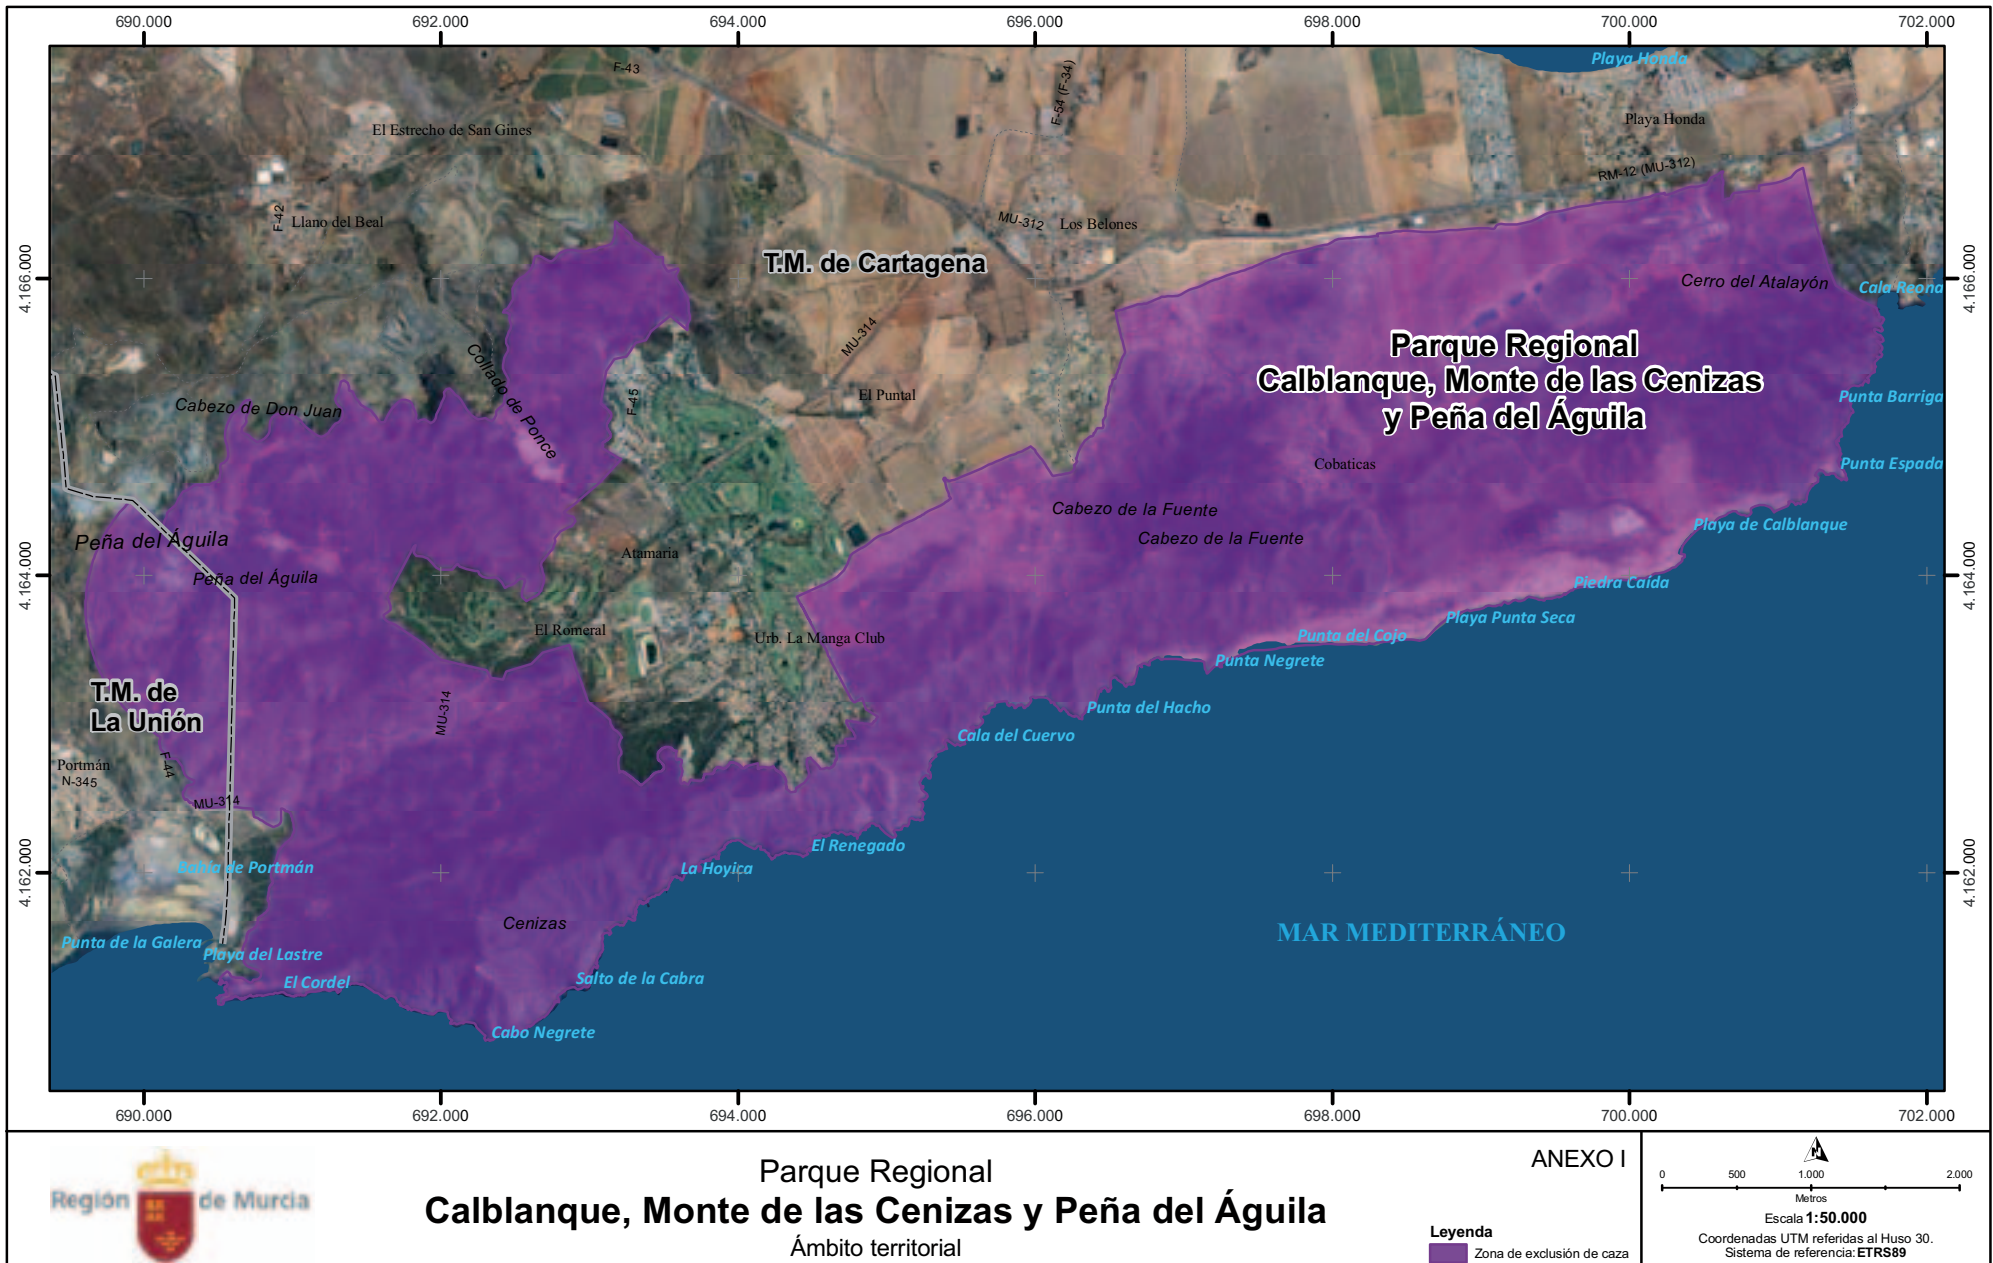 690.000 692.000 694.000 696.000 698.000 700.000 702.000
Playa Honda
F-43
F-54 (F-34)
El Estrecho de San Gines
Playa Honda
RM-12 (MU-312)
F-42
Llano del Beal
MU-312
Los Belones
4.166.000
T.M. de Cartagena
4.166.000
Cerro del Atalayón
Cala Reona
MU-314
Collado de Ponce
Parque Regional
Calblanque, Monte de las Cenizas
y Peña del Águila
F-45
El Puntal
Punta Barriga
Cabezo de Don Juan
Cobaticas
Punta Espada
Cabezo de la Fuente
Playa de Calblanque
Peña del Águila
Cabezo de la Fuente
Atamaria
4.164.000
Peña del Águila
Piedra Caída
4.164.000
Playa Punta Seca
El Romeral
Urb. La Manga Club
Punta del Cojo
Punta Negrete
T.M. de
La Unión
MU-314
Punta del Hacho
Cala del Cuervo
Portmán
N-345
F-44
MU-314
El Renegado
4.162.000
Bahía de Portmán
La Hoyica
4.162.000
Cenizas
MAR MEDITERRÁNEO
Punta de la Galera
Playa del Lastre
El Cordel
Salto de la Cabra
Cabo Negrete
690.000 692.000 694.000 696.000 698.000 700.000 702.000
Región de Murcia
Parque Regional
Calblanque, Monte de las Cenizas y Peña del Águila
Ámbito territorial
ANEXO I
Leyenda
Zona de exclusión de caza
N
0 500 1.000 2.000
Metros
Escala 1:50.000
Coordenadas UTM referidas al Huso 30.
Sistema de referencia: ETRS89